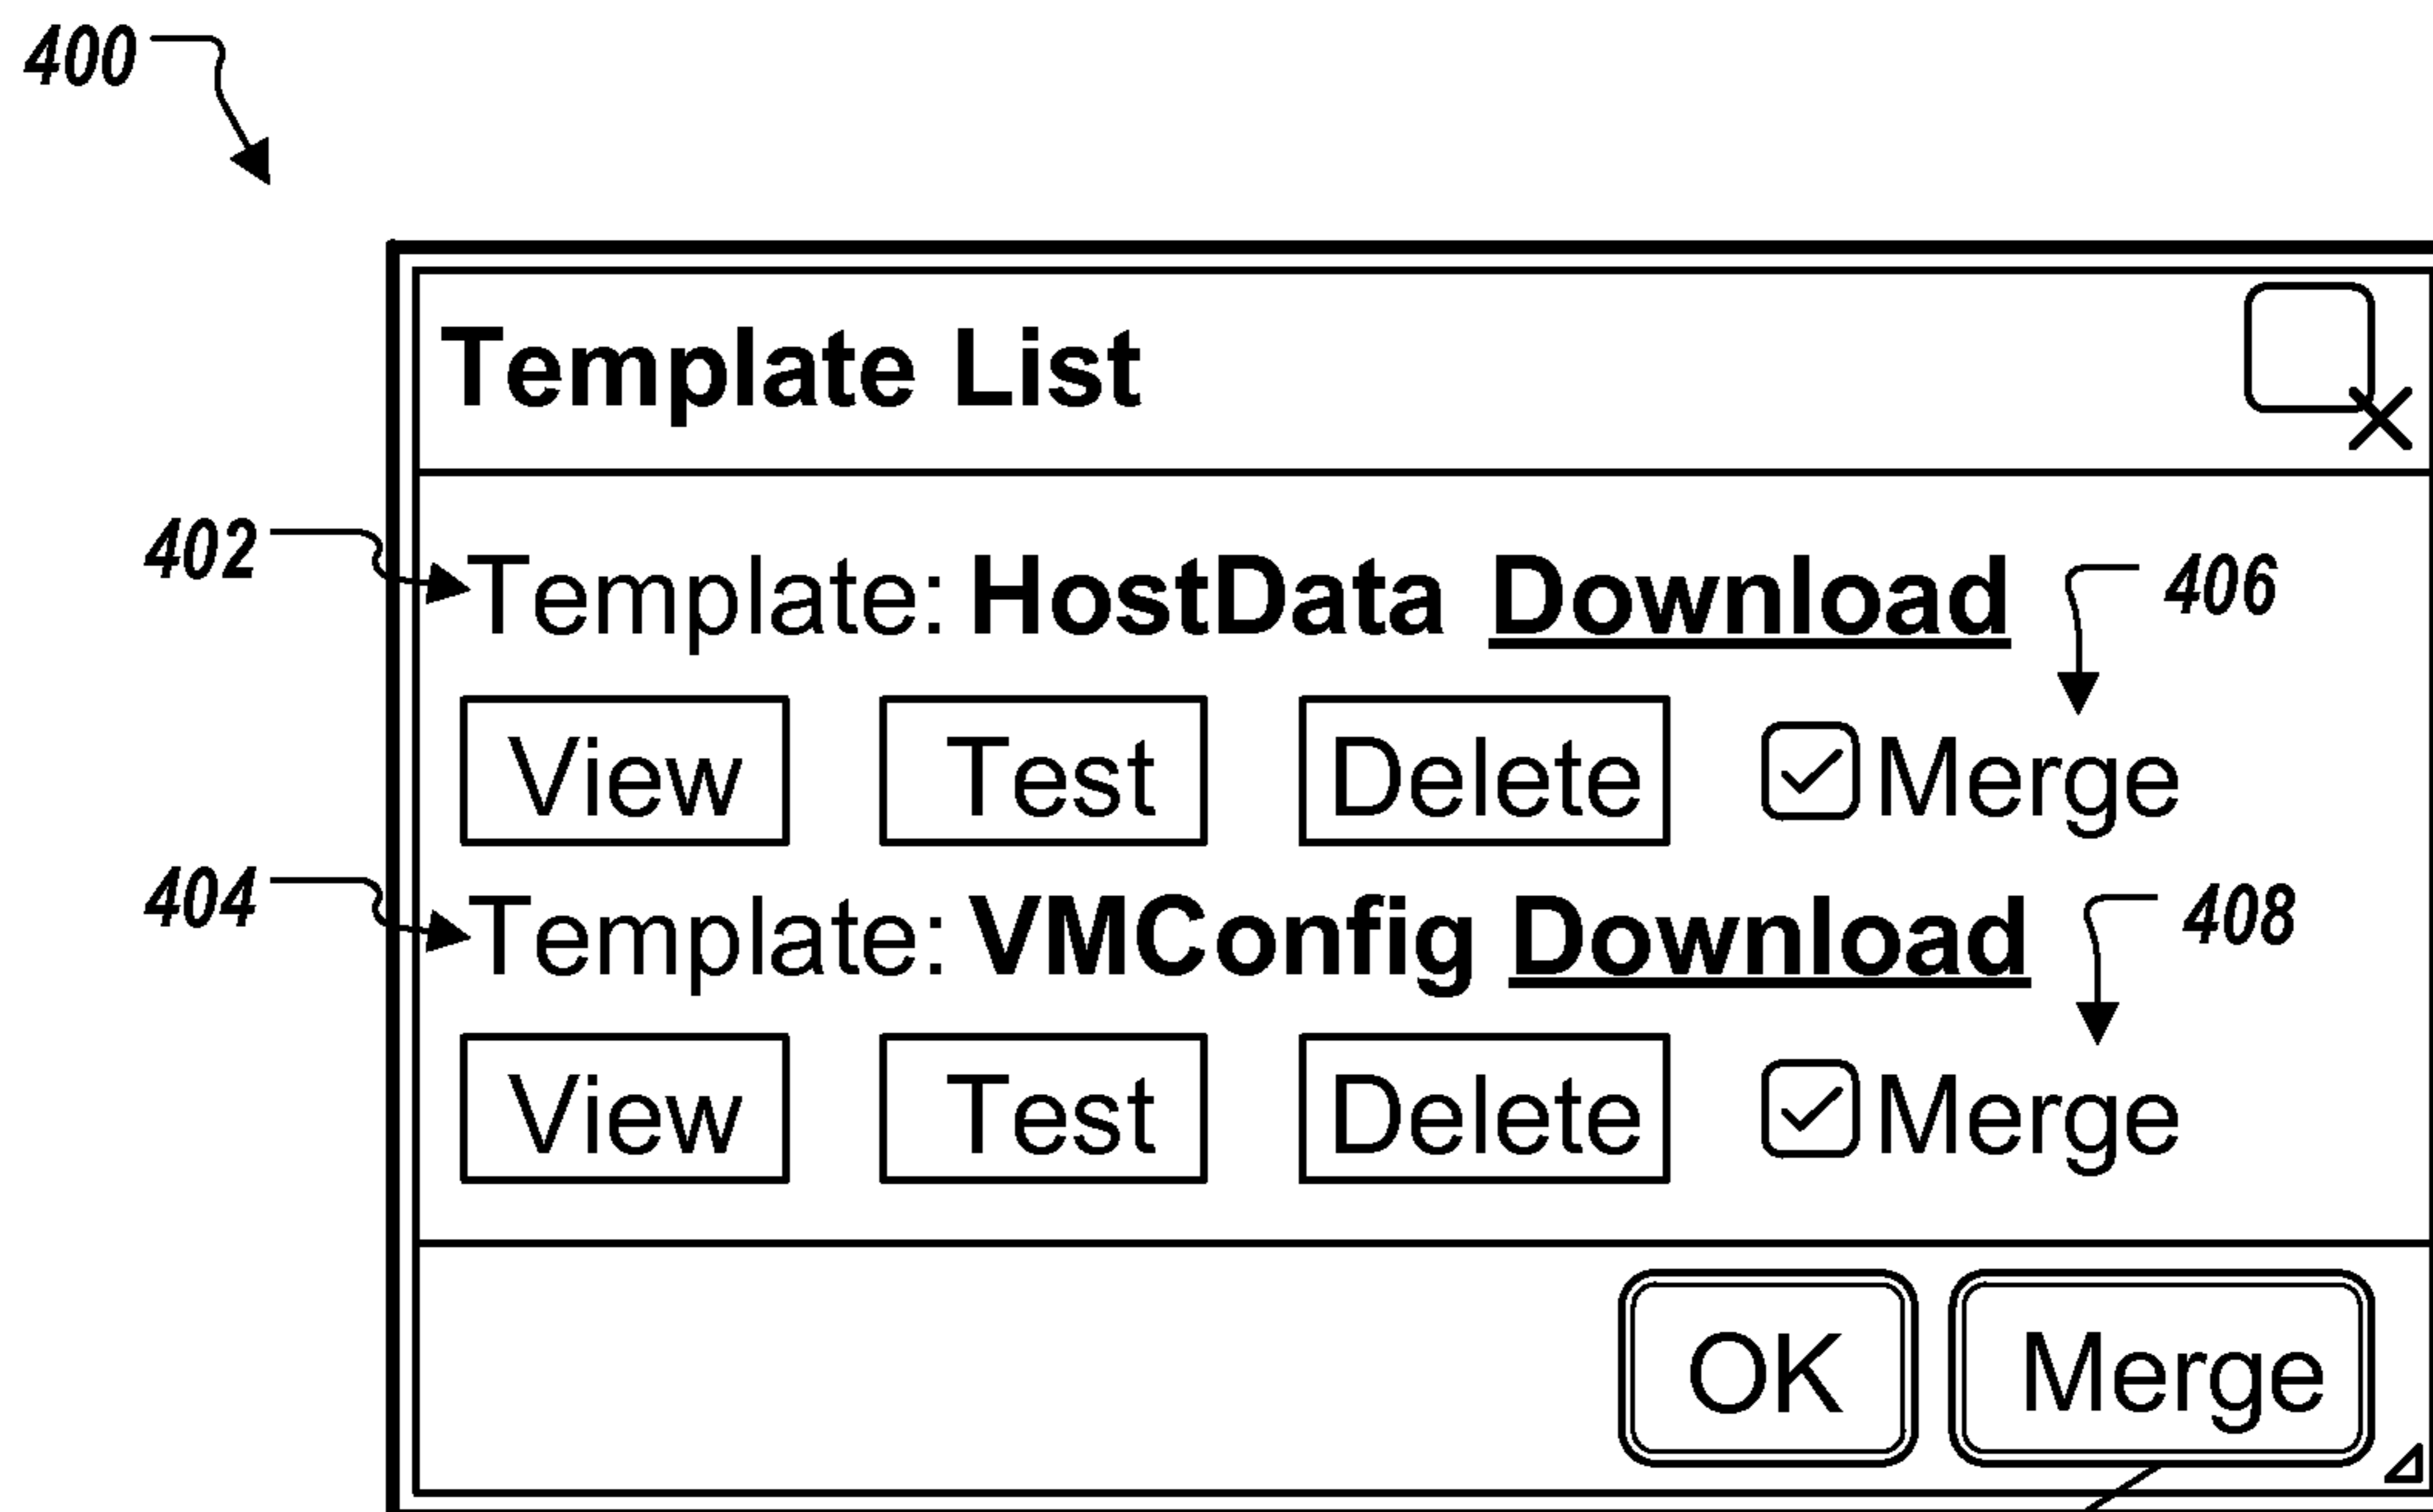 400
Template List
402 Template: HostData Download 406
View Test Delete Merge
404 Template: VMConfig Download 408
View Test Delete Merge
OK Merge